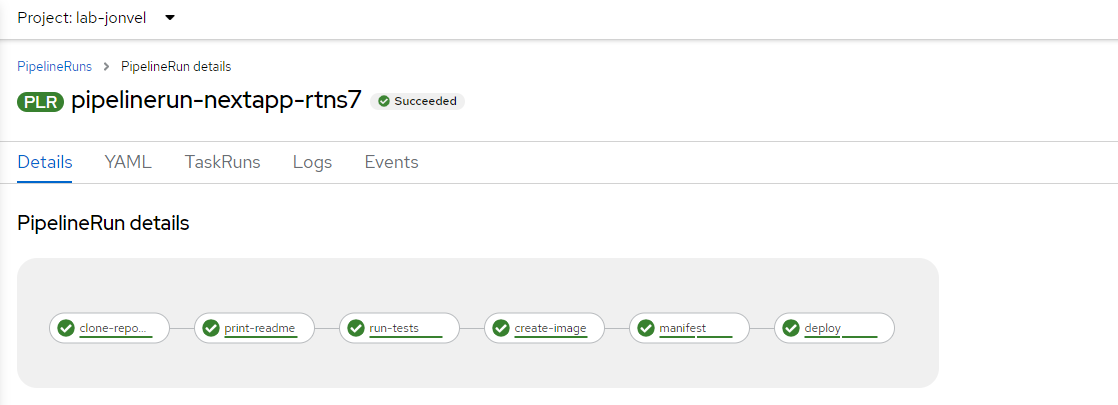 Project: lab-jonvel
PipelineRuns > PipelineRun details
PLR pipelinerun-nextapp-rtns7 Succeeded
Details YAML TaskRuns Logs Events
PipelineRun details
clone-repo... print-readme run-tests create-image manifest deploy